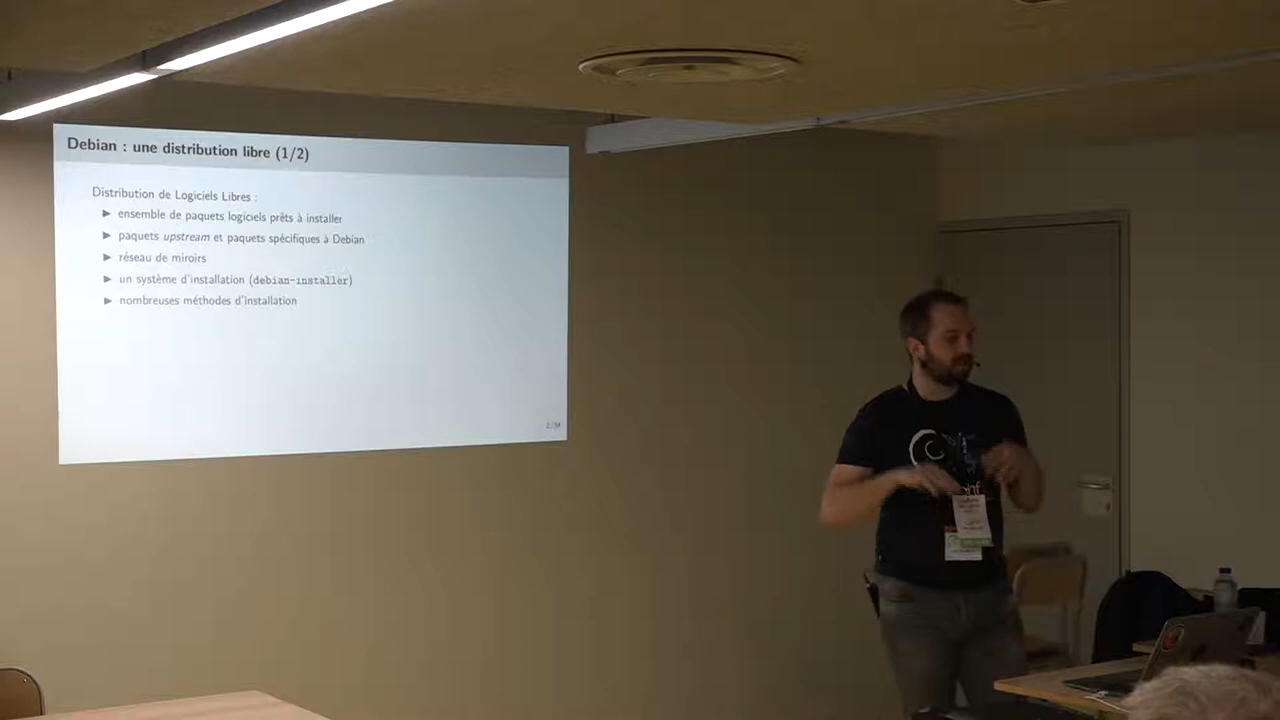 Debian : une distribution libre (1/2)
Distribution de Logiciels Libres :
▶ ensemble de paquets logiciels prêts à installer
▶ paquets upstream et paquets spécifiques à Debian
▶ réseau de miroirs
▶ un système d'installation (debian-installer)
▶ nombreuses méthodes d'installation